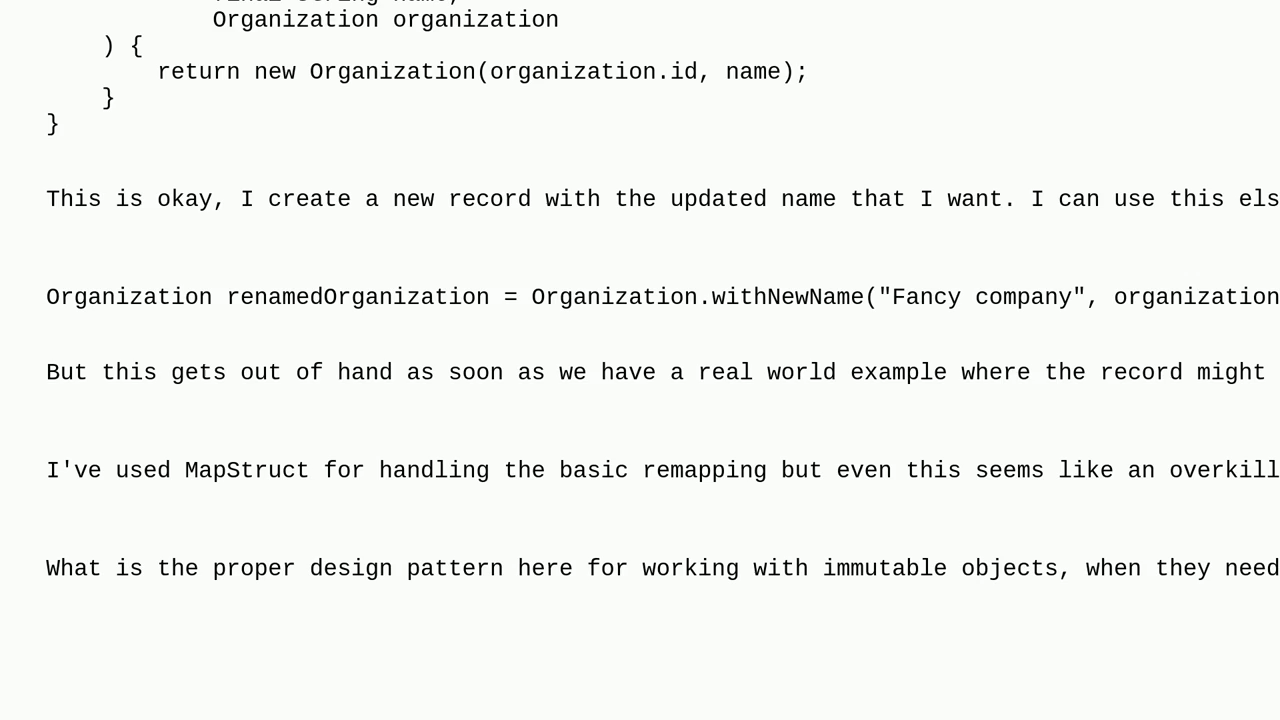 Organization organization
) {
return new Organization(organization.id, name);
}
}
This is okay, I create a new record with the updated name that I want. I can use this els
Organization renamedOrganization = Organization.withNewName("Fancy company", organization
But this gets out of hand as soon as we have a real world example where the record might
I've used MapStruct for handling the basic remapping but even this seems like an overkill
What is the proper design pattern here for working with immutable objects, when they need